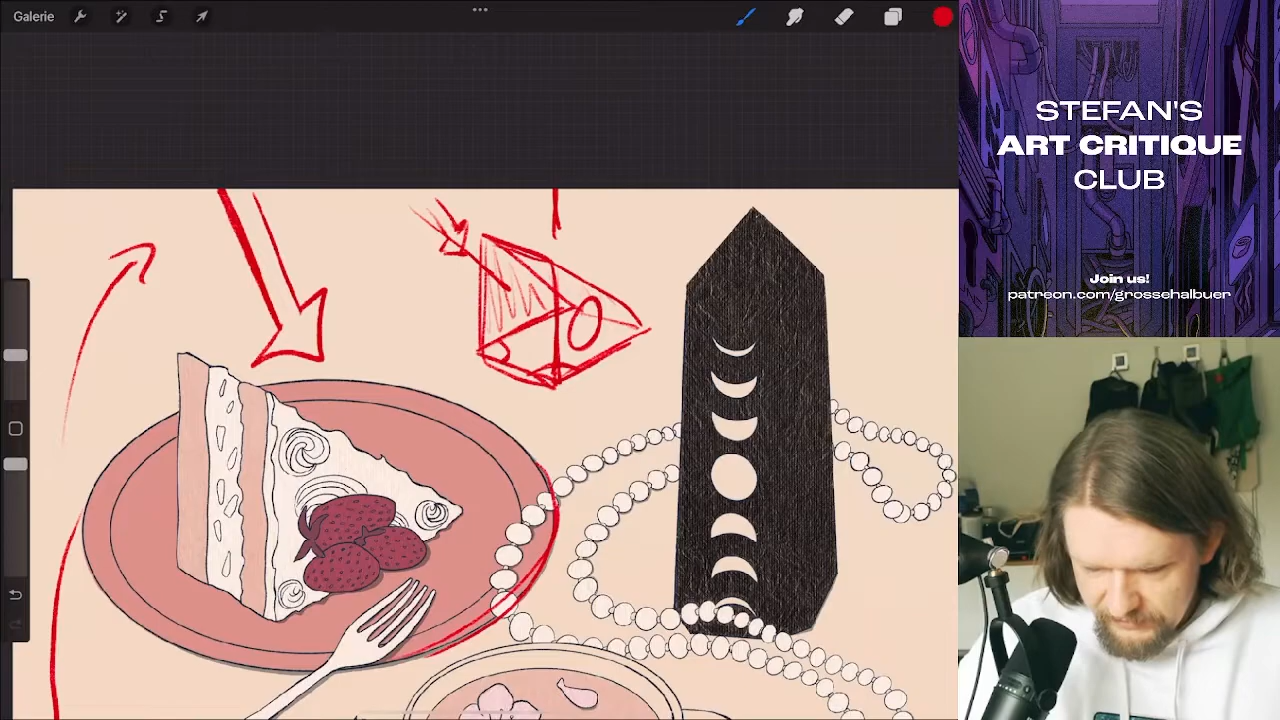 Galerie
STEFAN'S
ART CRITIQUE
CLUB
Join us!
patreon.com/grossehalbuer